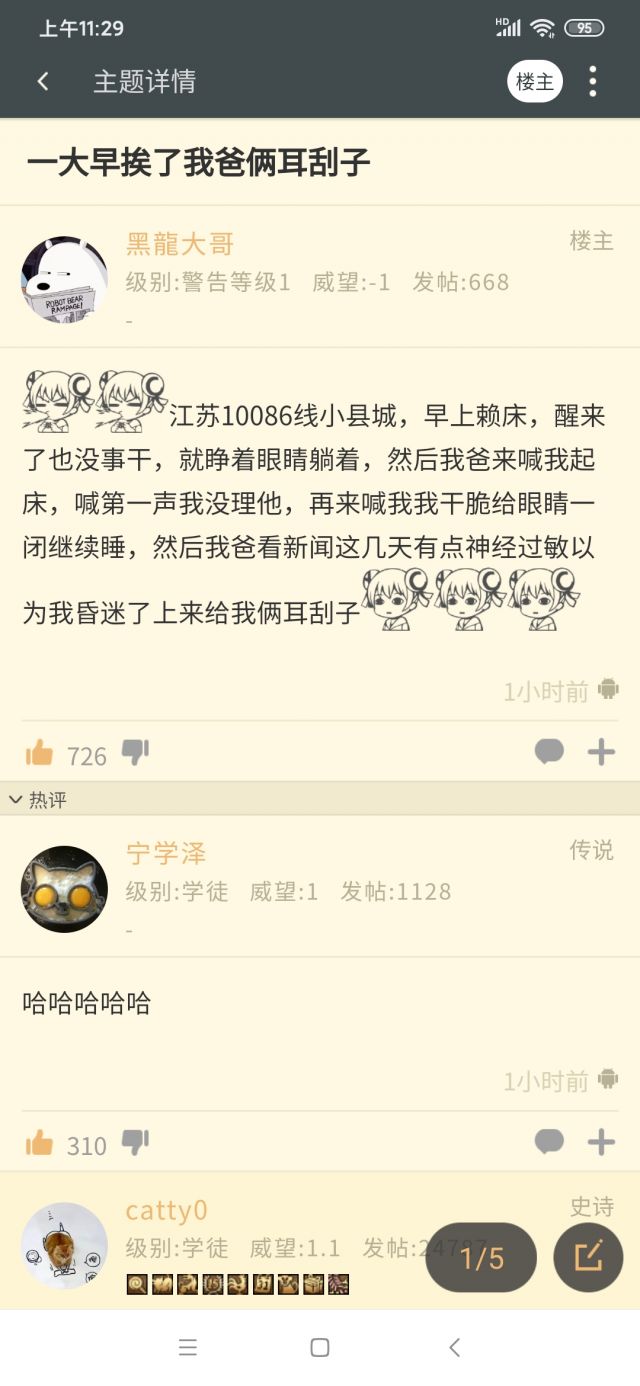 上午11:29
HD
95
主题详情
楼主
一大早挨了我爸俩耳刮子
黑龍大哥
楼主
级别:警告等级1 威望:-1 发帖:668
-
ROBOT BEAR
RAMPAGE!
江苏10086线小县城，早上赖床，醒来
了也没事干，就睁着眼睛躺着，然后我爸来喊我起
床，喊第一声我没理他，再来喊我我干脆给眼睛一
闭继续睡，然后我爸看新闻这几天有点神经过敏以
为我昏迷了上来给我俩耳刮子
1小时前
726
热评
宁学泽
传说
级别:学徒 威望:1 发帖:1128
-
哈哈哈哈哈
1小时前
310
catty0
史诗
级别:学徒 威望:1.1 发帖:24787
1/5